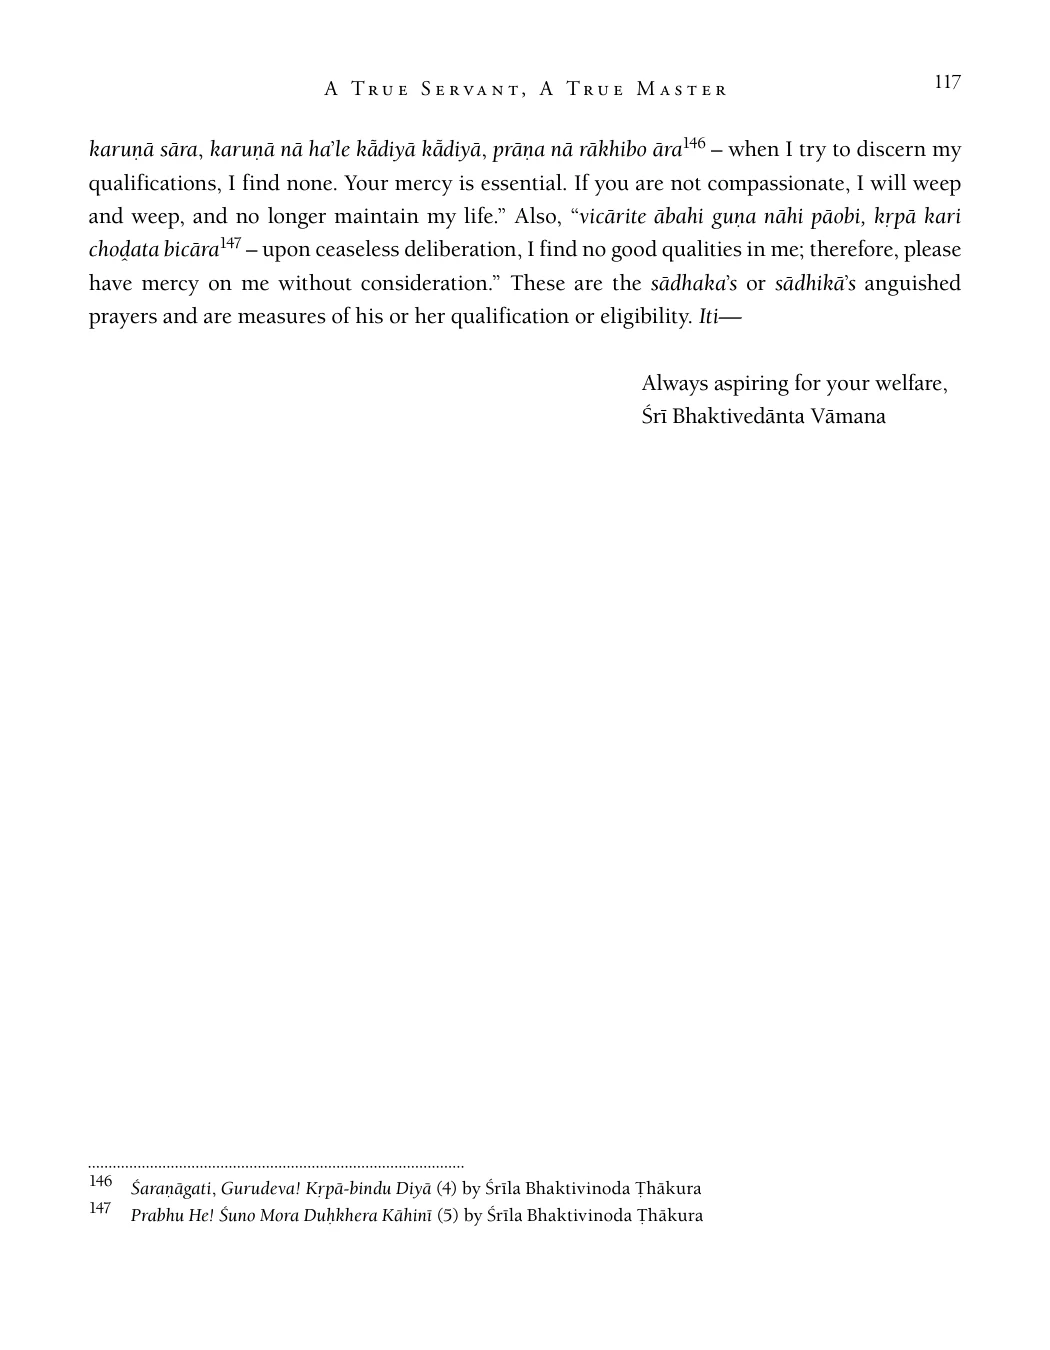 A True Servant, A True Master 117
karuṇā sāra, karuṇā nā ha’le kā̐diyā kā̐diyā, prāṇa nā rākhibo āra146 – when I try to discern my
qualifications, I find none. Your mercy is essential. If you are not compassionate, I will weep
and weep, and no longer maintain my life.” Also, “vicārite ābahi guṇa nāhi pāobi, kṛpā kari
choḓata bicāra147 – upon ceaseless deliberation, I find no good qualities in me; therefore, please
have mercy on me without consideration.” These are the sādhaka’s or sādhikā’s anguished
prayers and are measures of his or her qualification or eligibility. Iti—
Always aspiring for your welfare,
Śrī Bhaktivedānta Vāmana
146 Śaraṇāgati, Gurudeva! Kṛpā-bindu Diyā (4) by Śrīla Bhaktivinoda Ṭhākura
147 Prabhu He! Śuno Mora Duḥkhera Kāhinī (5) by Śrīla Bhaktivinoda Ṭhākura